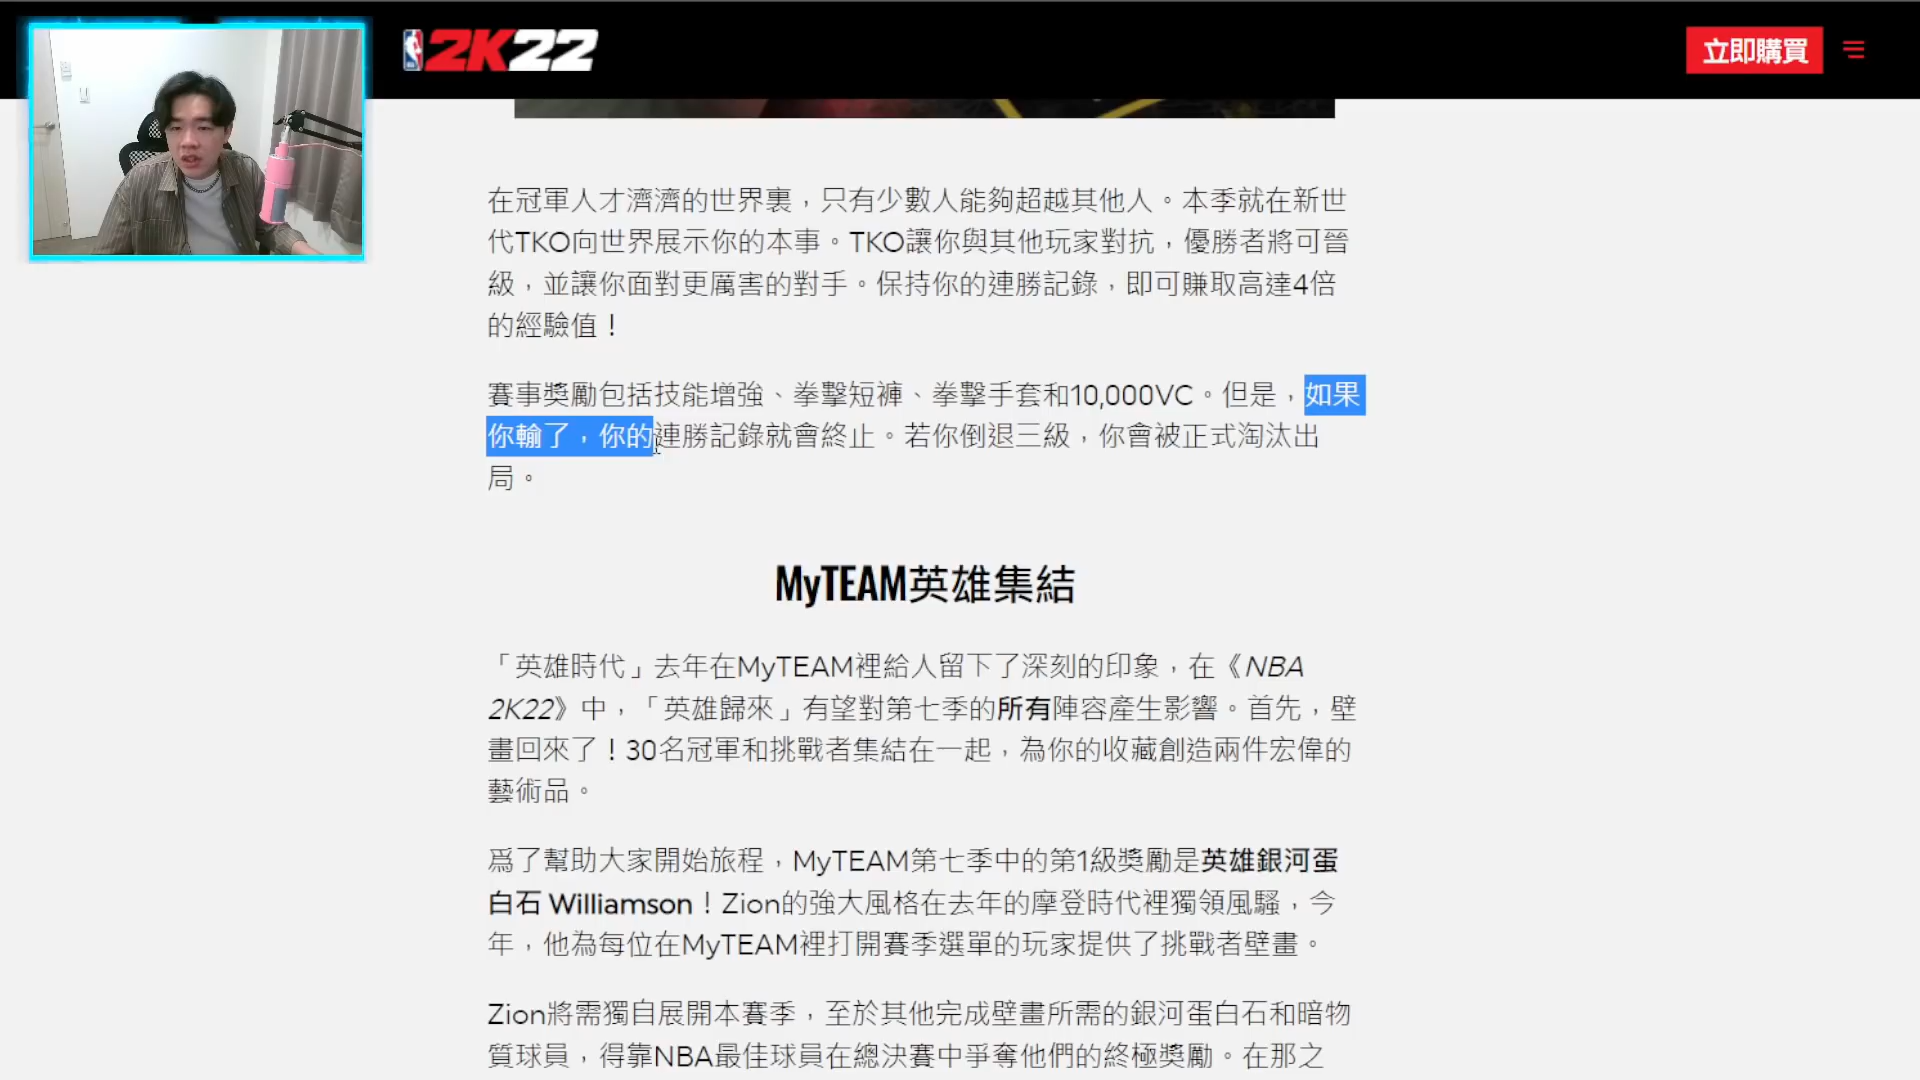 2K22
立即購買
在冠軍人才濟濟的世界裏，只有少數人能夠超越其他人。本季就在新世
代TKO向世界展示你的本事。TKO讓你與其他玩家對抗，優勝者將可晉
級，並讓你面對更厲害的對手。保持你的連勝記錄，即可賺取高達4倍
的經驗值！
賽事獎勵包括技能增強、拳擊短褲、拳擊手套和10,000VC。但是，如果
你輸了，你的連勝記錄就會終止。若你倒退三級，你會被正式淘汰出
局。
MyTEAM英雄集結
「英雄時代」去年在MyTEAM裡給人留下了深刻的印象，在《NBA
2K22》中，「英雄歸來」有望對第七季的所有陣容產生影響。首先，壁
畫回來了！30名冠軍和挑戰者集結在一起，為你的收藏創造兩件宏偉的
藝術品。
爲了幫助大家開始旅程，MyTEAM第七季中的第1級獎勵是英雄銀河蛋
白石 Williamson！Zion的強大風格在去年的摩登時代裡獨領風騷，今
年，他為每位在MyTEAM裡打開賽季選單的玩家提供了挑戰者壁畫。
Zion將需獨自展開本賽季，至於其他完成壁畫所需的銀河蛋白石和暗物
質球員，得靠NBA最佳球員在總決賽中爭奪他們的終極獎勵。在那之